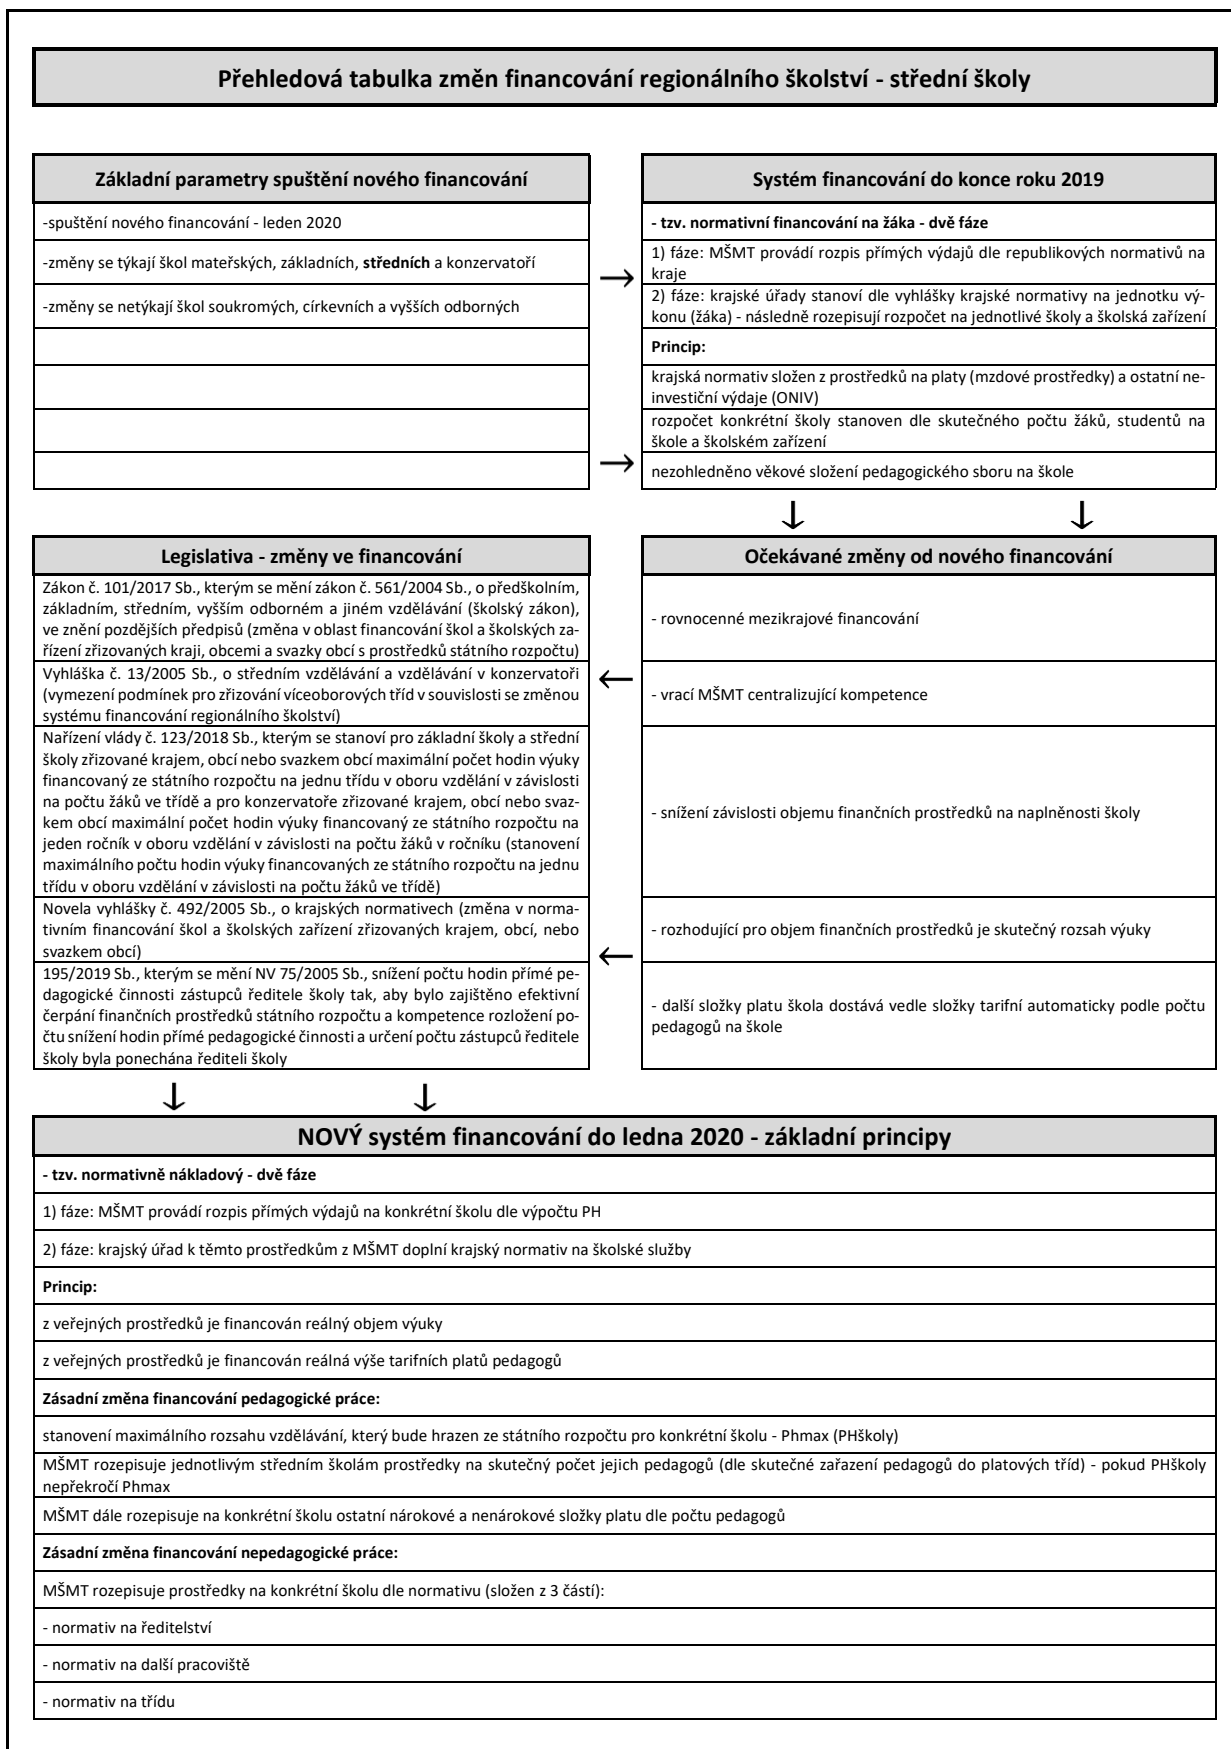 Přehledová tabulka změn financování regionálního školství - střední školy
Základní parametry spuštění nového financování
-spuštění nového financování - leden 2020
-změny se týkají škol mateřských, základních, středních a konzervatoří
-změny se netýkají škol soukromých, církevních a vyšších odborných
→
→
Systém financování do konce roku 2019
- tzv. normativní financování na žáka - dvě fáze
1) fáze: MŠMT provádí rozpis přímých výdajů dle republikových normativů na
kraje
2) fáze: krajské úřady stanoví dle vyhlášky krajské normativy na jednotku vý-
konu (žáka) - následně rozepisují rozpočet na jednotlivé školy a školská zařízení
Princip:
krajská normativ složen z prostředků na platy (mzdové prostředky) a ostatní ne-
investiční výdaje (ONIV)
rozpočet konkrétní školy stanoven dle skutečného počtu žáků, studentů na
škole a školském zařízení
nezohledněno věkové složení pedagogického sboru na škole
↓ ↓
Legislativa - změny ve financování
Zákon č. 101/2017 Sb., kterým se mění zákon č. 561/2004 Sb., o předškolním,
základním, středním, vyšším odborném a jiném vzdělávání (školský zákon),
ve znění pozdějších předpisů (změna v oblast financování škol a školských za-
řízení zřizovaných kraji, obcemi a svazky obcí s prostředků státního rozpočtu)
Vyhláška č. 13/2005 Sb., o středním vzdělávání a vzdělávání v konzervatoři
(vymezení podmínek pro zřizování víceoborových tříd v souvislosti se změnou
systému financování regionálního školství)
Nařízení vlády č. 123/2018 Sb., kterým se stanoví pro základní školy a střední
školy zřizované krajem, obcí nebo svazkem obcí maximální počet hodin výuky
financovaný ze státního rozpočtu na jednu třídu v oboru vzdělání v závislosti
na počtu žáků ve třídě a pro konzervatoře zřizované krajem, obcí nebo svaz-
kem obcí maximální počet hodin výuky financovaný ze státního rozpočtu na
jeden ročník v oboru vzdělání v závislosti na počtu žáků v ročníku (stanovení
maximálního počtu hodin výuky financovaných ze státního rozpočtu na jednu
třídu v oboru vzdělání v závislosti na počtu žáků ve třídě)
Novela vyhlášky č. 492/2005 Sb., o krajských normativech (změna v norma-
tivním financování škol a školských zařízení zřizovaných krajem, obcí, nebo
svazkem obcí)
195/2019 Sb., kterým se mění NV 75/2005 Sb., snížení počtu hodin přímé pe-
dagogické činnosti zástupců ředitele školy tak, aby bylo zajištěno efektivní
čerpání finančních prostředků státního rozpočtu a kompetence rozložení po-
čtu snížení hodin přímé pedagogické činnosti a určení počtu zástupců ředitele
školy byla ponechána řediteli školy
←
←
Očekávané změny od nového financování
- rovnocenné mezikrajové financování
- vrací MŠMT centralizující kompetence
- snížení závislosti objemu finančních prostředků na naplněnosti školy
- rozhodující pro objem finančních prostředků je skutečný rozsah výuky
- další složky platu škola dostává vedle složky tarifní automaticky podle počtu
pedagogů na škole
↓ ↓
NOVÝ systém financování do ledna 2020 - základní principy
- tzv. normativně nákladový - dvě fáze
1) fáze: MŠMT provádí rozpis přímých výdajů na konkrétní školu dle výpočtu PH
2) fáze: krajský úřad k těmto prostředkům z MŠMT doplní krajský normativ na školské služby
Princip:
z veřejných prostředků je financován reálný objem výuky
z veřejných prostředků je financován reálná výše tarifních platů pedagogů
Zásadní změna financování pedagogické práce:
stanovení maximálního rozsahu vzdělávání, který bude hrazen ze státního rozpočtu pro konkrétní školu - Phmax (PHškoly)
MŠMT rozepisuje jednotlivým středním školám prostředky na skutečný počet jejich pedagogů (dle skutečné zařazení pedagogů do platových tříd) - pokud PHškoly
nepřekročí Phmax
MŠMT dále rozepisuje na konkrétní školu ostatní nárokové a nenárokové složky platu dle počtu pedagogů
Zásadní změna financování nepedagogické práce:
MŠMT rozepisuje prostředky na konkrétní školu dle normativu (složen z 3 částí):
- normativ na ředitelství
- normativ na další pracoviště
- normativ na třídu